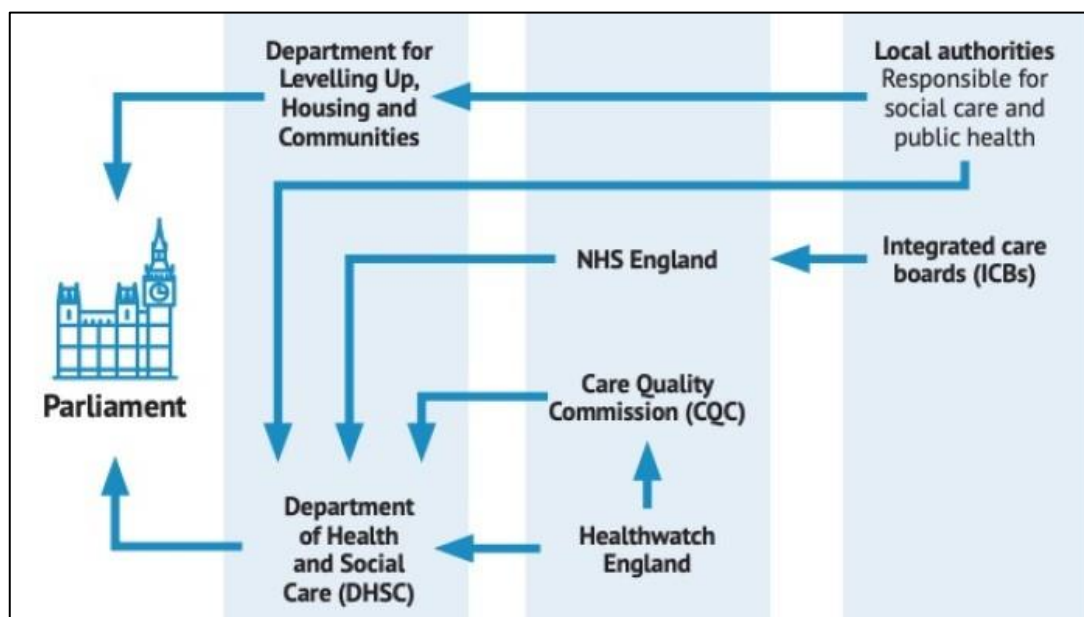 Department for
Levelling Up,
Housing and
Communities
Local authorities
Responsible for
social care and
public health
NHS England
Integrated care
boards (ICBs)
Parliament
Care Quality
Commission (CQC)
Department
of Health
and Social
Care (DHSC)
Healthwatch
England